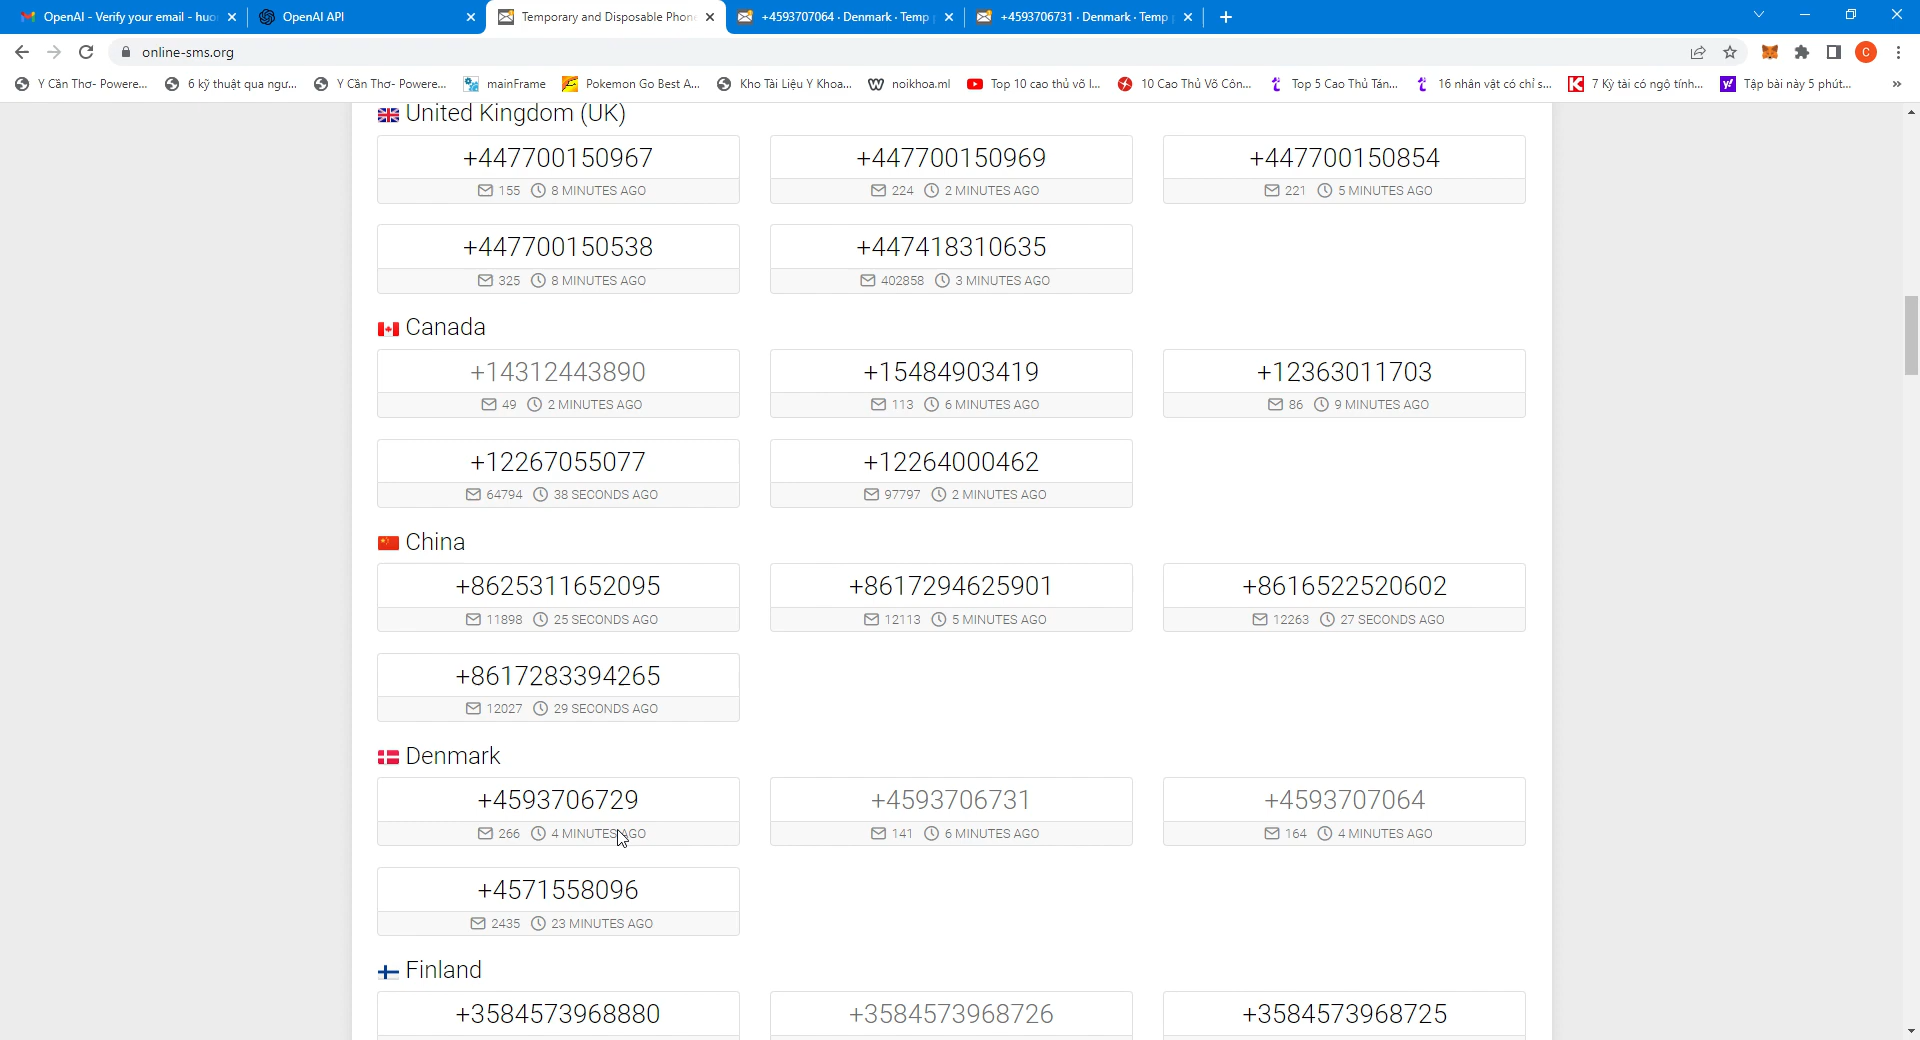 OpenAI - Verify your email - huo
OpenAI API
Temporary and Disposable Phon
+4593707064 · Denmark · Temp
+4593706731 · Denmark · Temp
online-sms.org
C
Y Cần Thơ- Powere...
6 kỹ thuật qua ngư...
Y Cần Thơ- Powere...
mainFrame
Pokemon Go Best A...
Kho Tài Liệu Y Khoa...
noikhoa.ml
Top 10 cao thủ võ l...
10 Cao Thủ Võ Côn...
Top 5 Cao Thủ Tán...
16 nhân vật có chỉ s...
7 Kỳ tài có ngộ tính...
Tập bài này 5 phút...
»
United Kingdom (UK)
+447700150967
155 8 MINUTES AGO
+447700150969
224 2 MINUTES AGO
+447700150854
221 5 MINUTES AGO
+447700150538
325 8 MINUTES AGO
+447418310635
402858 3 MINUTES AGO
Canada
+14312443890
49 2 MINUTES AGO
+15484903419
113 6 MINUTES AGO
+12363011703
86 9 MINUTES AGO
+12267055077
64794 38 SECONDS AGO
+12264000462
97797 2 MINUTES AGO
China
+8625311652095
11898 25 SECONDS AGO
+8617294625901
12113 5 MINUTES AGO
+8616522520602
12263 27 SECONDS AGO
+8617283394265
12027 29 SECONDS AGO
Denmark
+4593706729
266 4 MINUTES AGO
+4593706731
141 6 MINUTES AGO
+4593707064
164 4 MINUTES AGO
+4571558096
2435 23 MINUTES AGO
Finland
+3584573968880
+3584573968726
+3584573968725